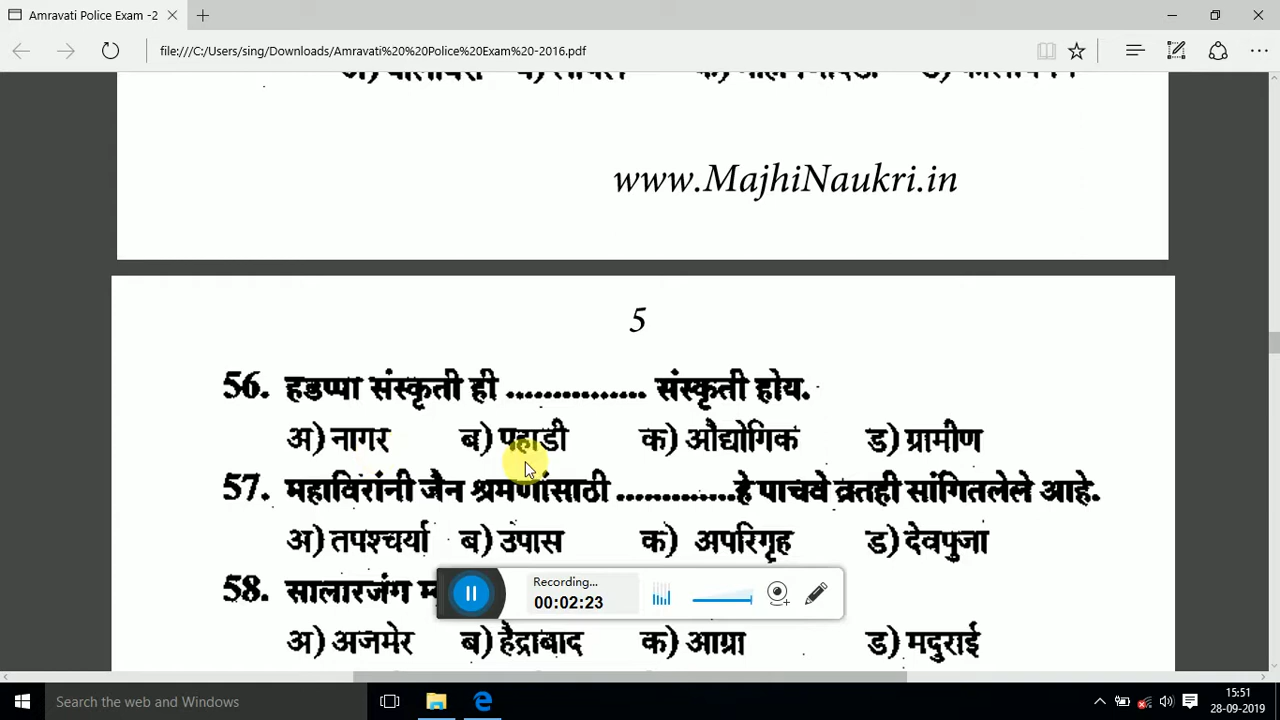 Amravati Police Exam -2
file:///C:/Users/sing/Downloads/Amravati%20%20Police%20Exam%20-2016.pdf
www.MajhiNaukri.in
5
56. हडप्पा संस्कृती ही ............... संस्कृती होय.
अ) नागर ब) पहाडी क) औद्योगिक ड) ग्रामीण
57. महाविरांनी जैन श्रमणांसाठी .............हे पाचवे व्रतही सांगितलेले आहे.
अ) तपश्चर्या ब) उपास क) अपरिगृह ड) देवपुजा
58. सालारजंग
Recording...
00:02:23
अ) अजमेर ब) हैद्राबाद क) आग्रा ड) मदुराई
Search the web and Windows
15:51
28-09-2019